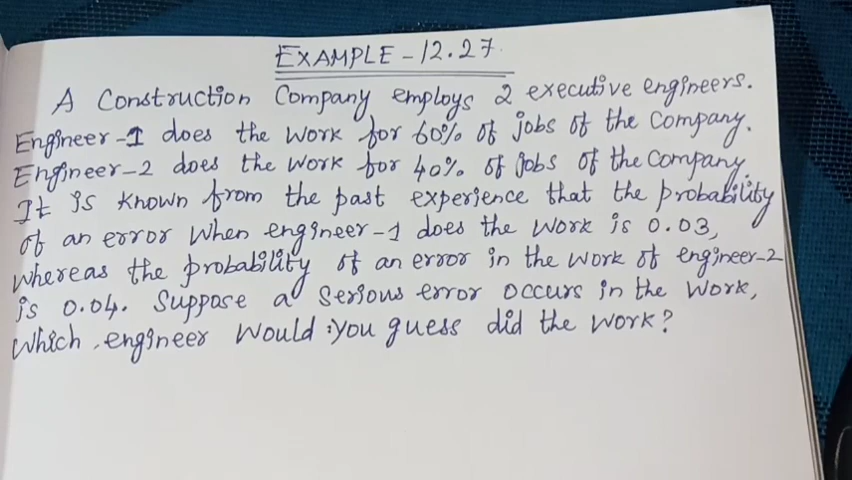 EXAMPLE - 12.27
A Construction Company employs 2 executive engineers.
Engineer-1 does the work for 60% of jobs of the company.
Engineer-2 does the work for 40% of jobs of the company.
It is known from the past experience that the probability
of an error when engineer-1 does the work is 0.03,
whereas the probability of an error in the work of engineer-2
is 0.04. Suppose a serious error occurs in the work,
which engineer would you guess did the work?